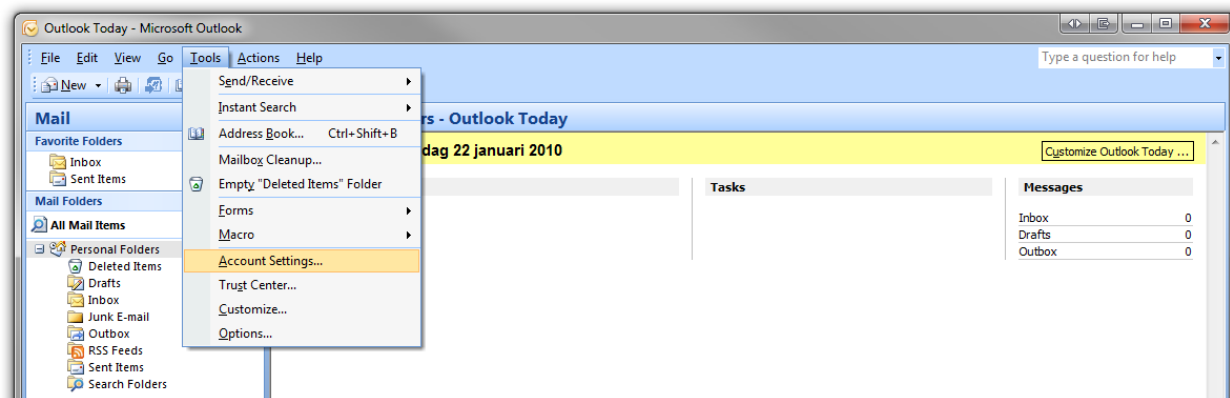 Outlook Today - Microsoft Outlook
File Edit View Go Tools Actions Help
Type a question for help
New
Send/Receive
Instant Search
Address Book... Ctrl+Shift+B
Mailbox Cleanup...
Empty "Deleted Items" Folder
Forms
Macro
Account Settings...
Trust Center...
Customize...
Options...
Mail
Favorite Folders
Inbox
Sent Items
Mail Folders
All Mail Items
Personal Folders
Deleted Items
Drafts
Inbox
Junk E-mail
Outbox
RSS Feeds
Sent Items
Search Folders
- Outlook Today
22 januari 2010
Customize Outlook Today ...
Tasks
Messages
Inbox 0
Drafts 0
Outbox 0